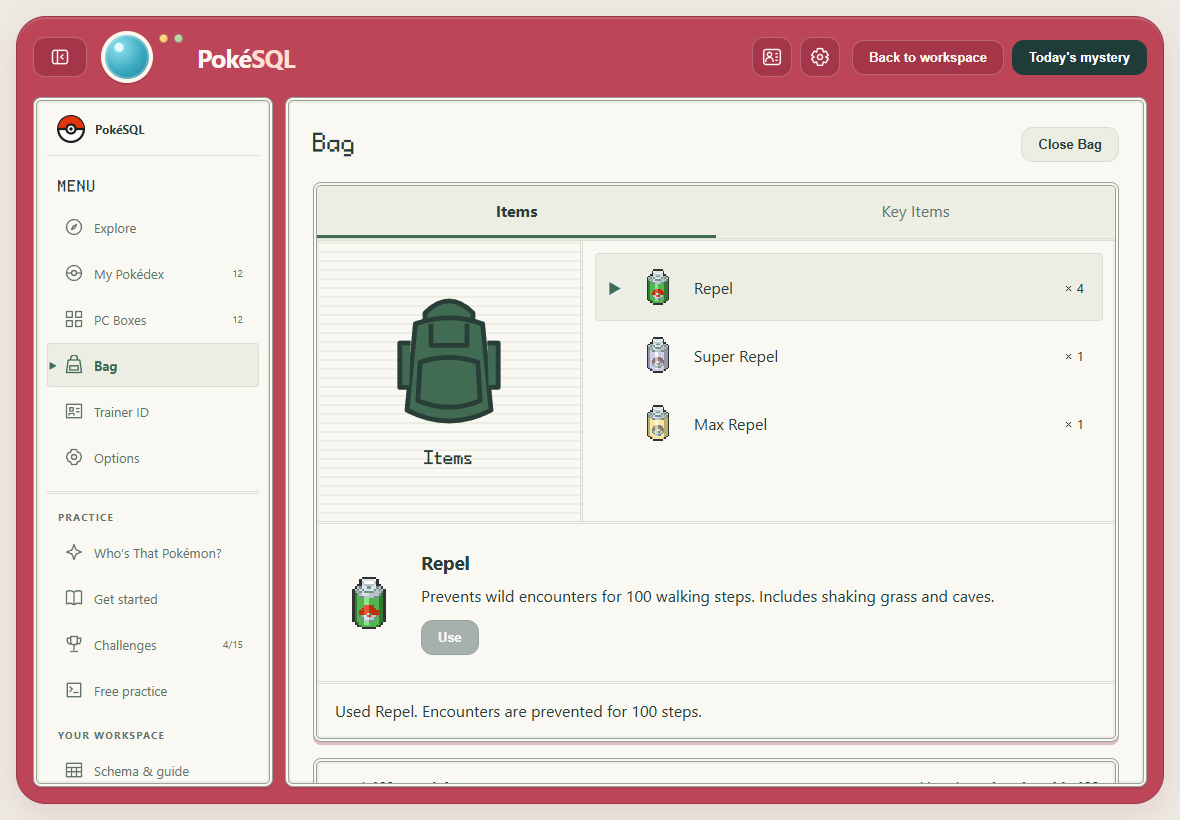 PokéSQL
Back to workspace
Today's mystery
PokéSQL
MENU
Explore
My Pokédex 12
PC Boxes 12
Bag
Trainer ID
Options
PRACTICE
Who's That Pokémon?
Get started
Challenges 4/15
Free practice
YOUR WORKSPACE
Schema & guide
Bag
Close Bag
Items
Key Items
Items
Repel × 4
Super Repel × 1
Max Repel × 1
Repel
Prevents wild encounters for 100 walking steps. Includes shaking grass and caves.
Use
Used Repel. Encounters are prevented for 100 steps.